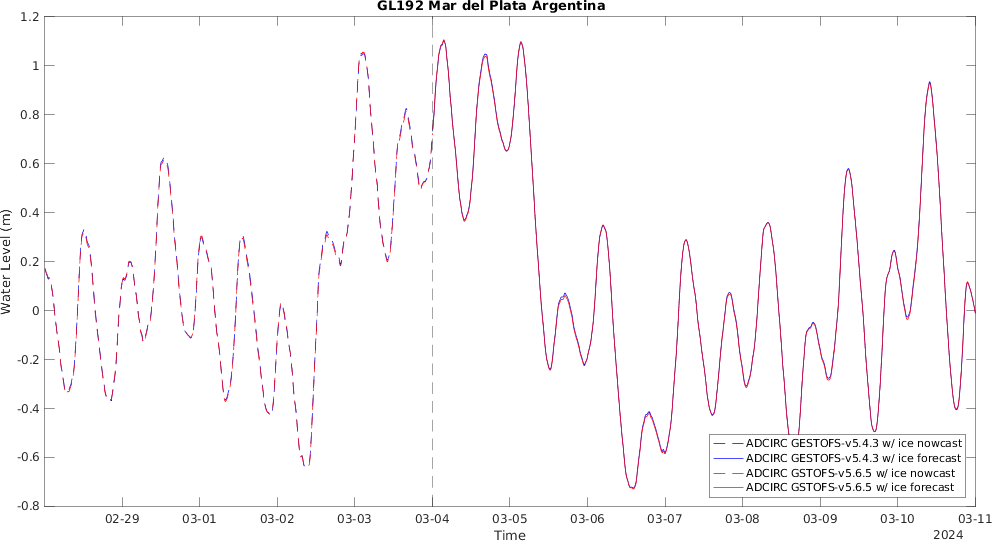 GL192 Mar del Plata Argentina
1.2
1
0.8
0.6
0.4
0.2
0
-0.2
-0.4
-0.6
-0.8
Water Level (m)
ADCIRC GESTOFS-v5.4.3 w/ ice nowcast
ADCIRC GESTOFS-v5.4.3 w/ ice forecast
ADCIRC GSTOFS-v5.6.5 w/ ice nowcast
ADCIRC GSTOFS-v5.6.5 w/ ice forecast
02-29 03-01 03-02 03-03 03-04 03-05 03-06 03-07 03-08 03-09 03-10 03-11
Time
2024